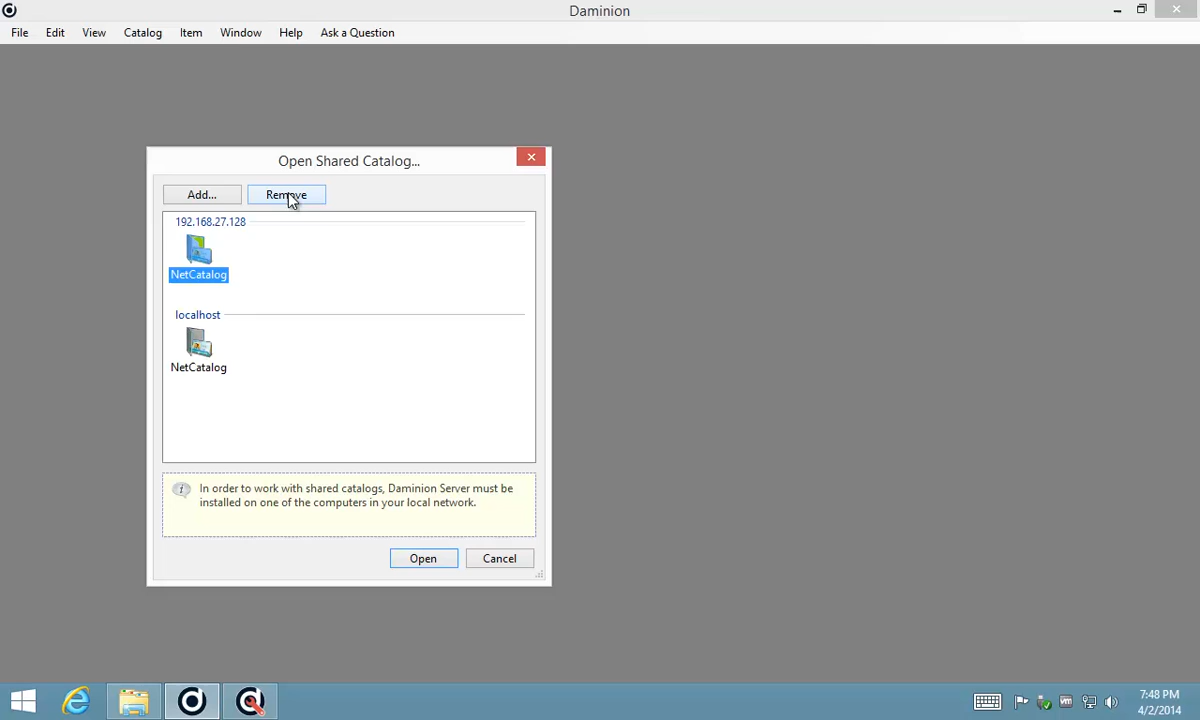 Daminion
File Edit View Catalog Item Window Help Ask a Question
Open Shared Catalog...
Add... Remove
192.168.27.128
NetCatalog
localhost
NetCatalog
In order to work with shared catalogs, Daminion Server must be
installed on one of the computers in your local network.
Open Cancel
7:48 PM
4/2/2014